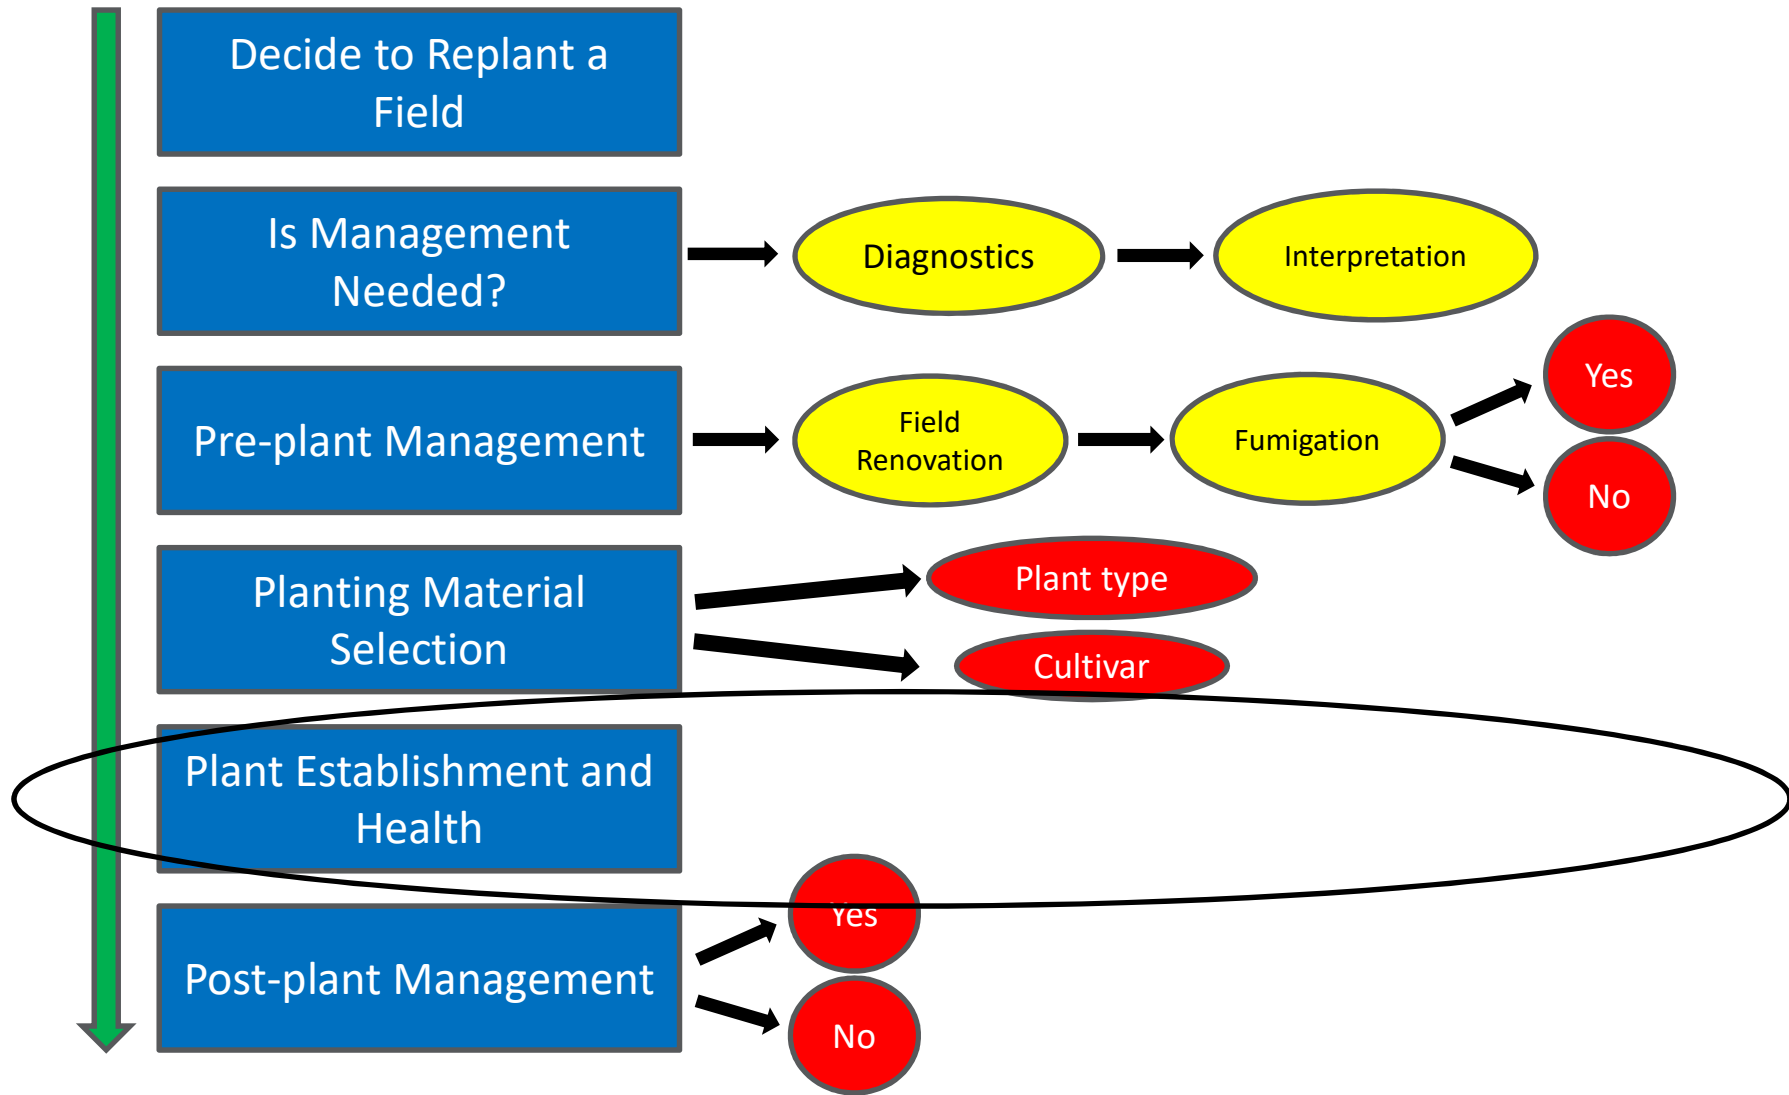 Decide to Replant a
Field
Is Management
Needed?
Diagnostics
Interpretation
Pre-plant Management
Field
Renovation
Fumigation
Yes
No
Planting Material
Selection
Plant type
Cultivar
Plant Establishment and
Health
Post-plant Management
Yes
No